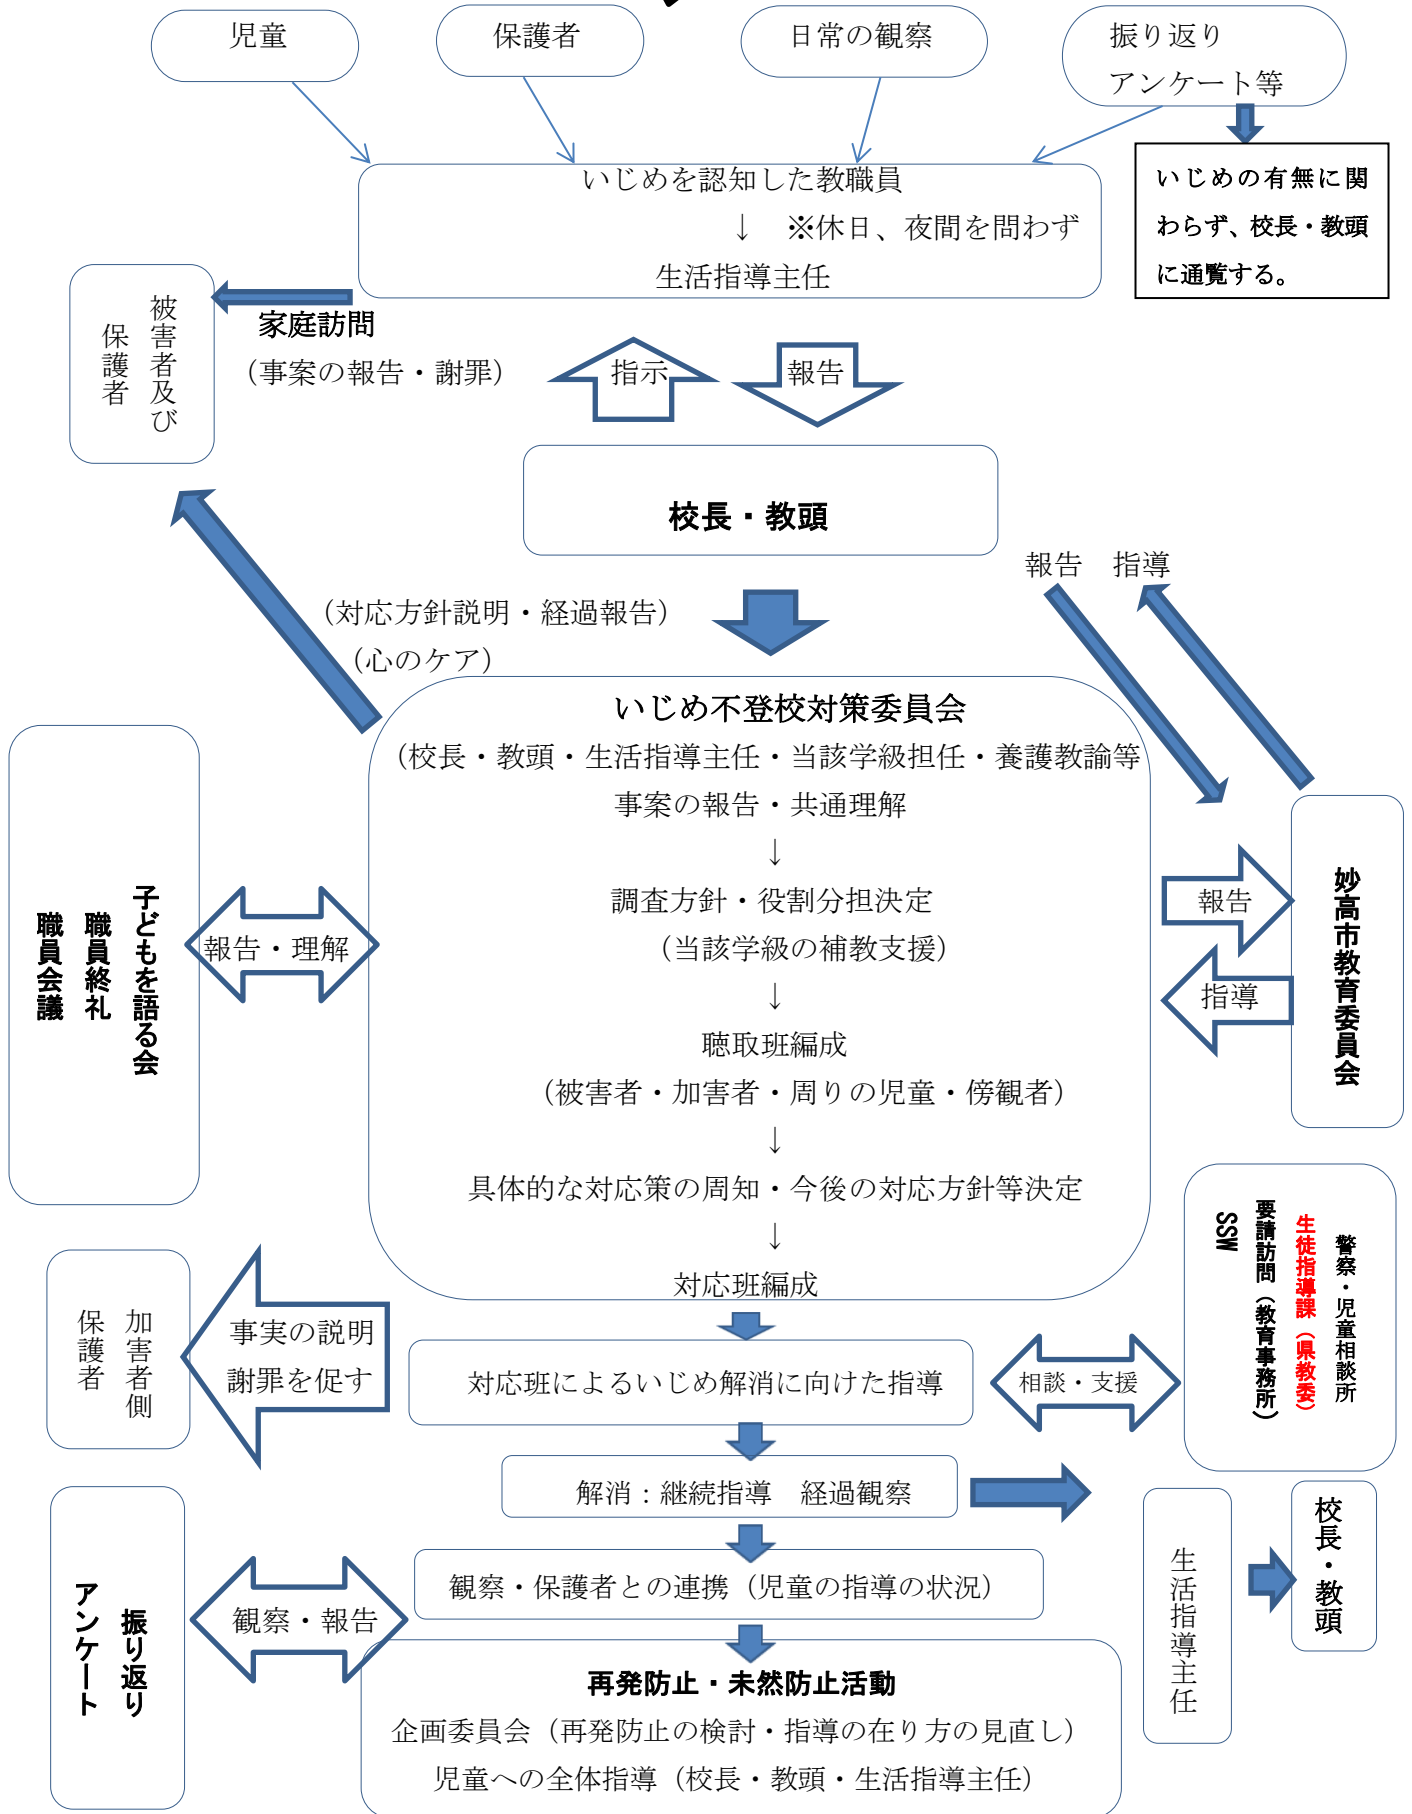 児童
保護者
日常の観察
振り返り
アンケート等
いじめを認知した教職員
↓　※休日、夜間を問わず
生活指導主任
いじめの有無に関
わらず、校長・教頭
に通覧する。
被害者及び
保護者
家庭訪問
（事案の報告・謝罪）
指示
報告
校長・教頭
報告　指導
（対応方針説明・経過報告）
（心のケア）
いじめ不登校対策委員会
（校長・教頭・生活指導主任・当該学級担任・養護教諭等
事案の報告・共通理解
↓
調査方針・役割分担決定
（当該学級の補教支援）
↓
聴取班編成
（被害者・加害者・周りの児童・傍観者）
↓
具体的な対応策の周知・今後の対応方針等決定
↓
対応班編成
子どもを語る会
職員終礼
職員会議
報告・理解
報告
指導
妙高市教育委員会
警察・児童相談所
生徒指導課（県教委）
要請訪問（教育事務所）
SSW
加害者側
保護者
事実の説明
謝罪を促す
対応班によるいじめ解消に向けた指導
相談・支援
解消：継続指導　経過観察
生活指導主任
校長・教頭
観察・保護者との連携（児童の指導の状況）
振り返り
アンケート
観察・報告
再発防止・未然防止活動
企画委員会（再発防止の検討・指導の在り方の見直し）
児童への全体指導（校長・教頭・生活指導主任）